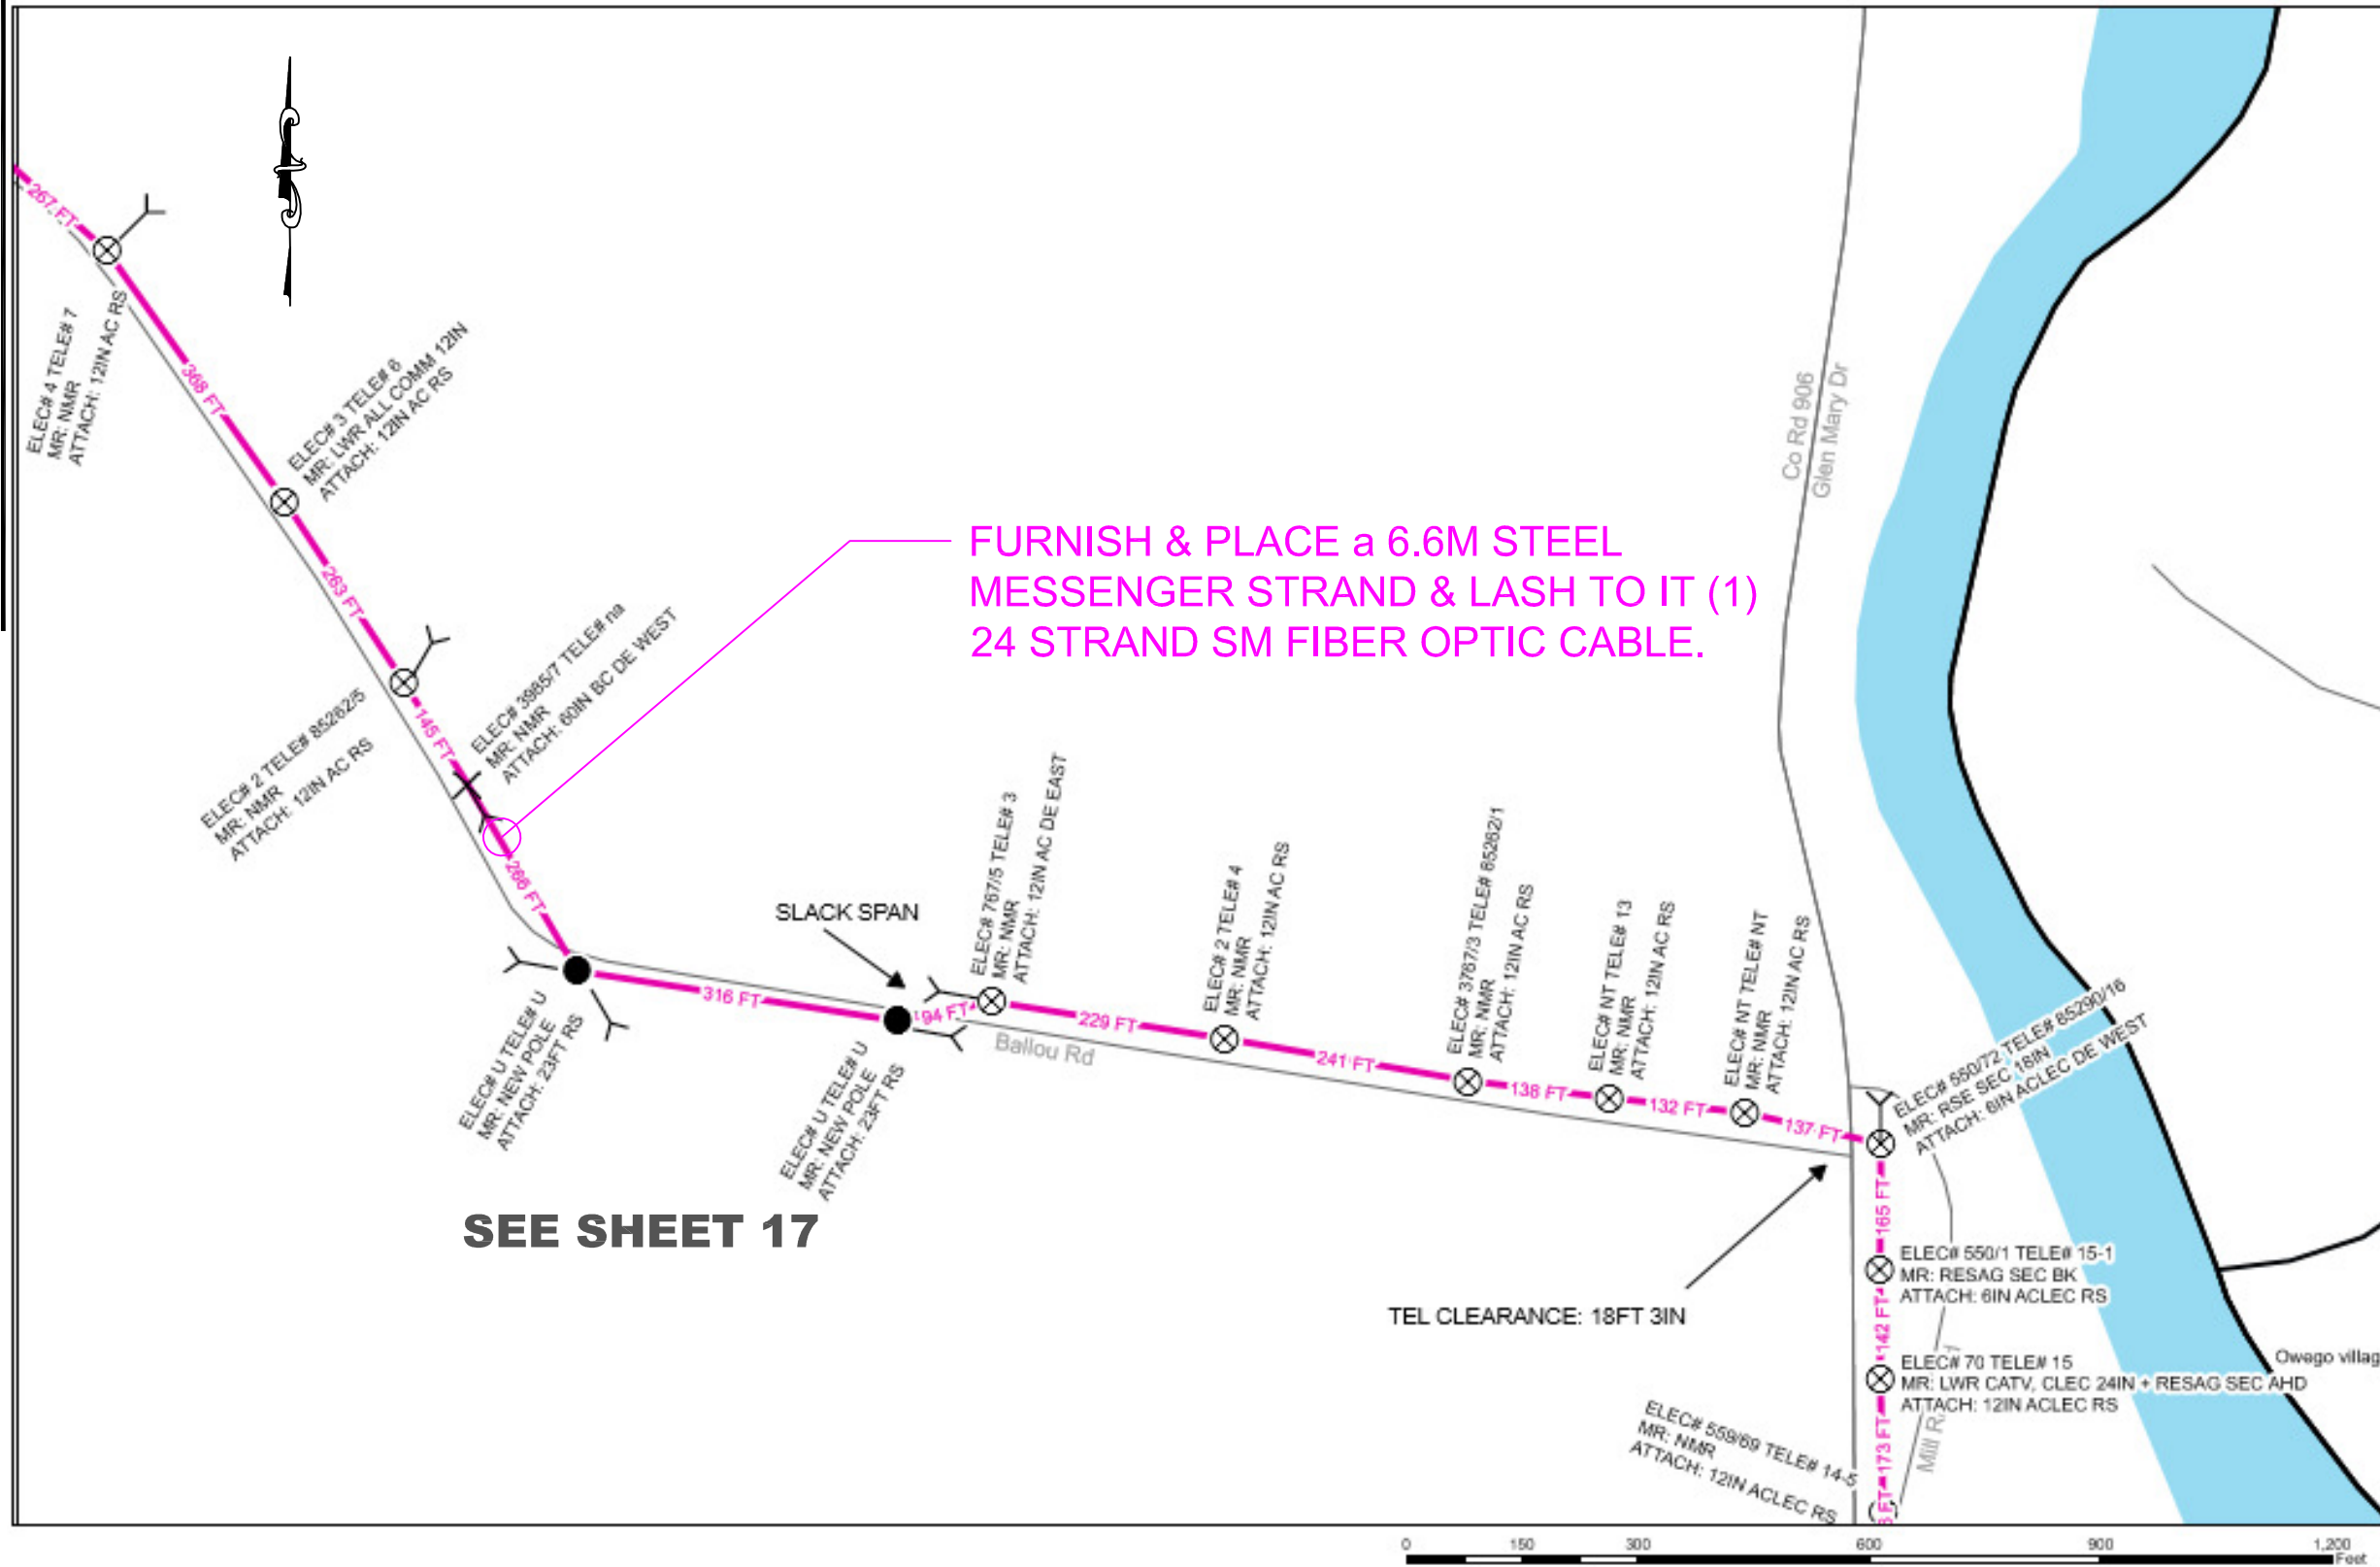 267 FT
ELEC# 4 TELE# 7
MR: NMR
ATTACH: 12IN AC RS
368 FT
ELEC# 3 TELE# 6
MR: LWR ALL COMM 12IN
ATTACH: 12IN AC RS
263 FT
ELEC# 2 TELE# 85262/5
MR: NMR
ATTACH: 12IN AC RS
145 FT
ELEC# 3985/7 TELE# na
MR: NMR
ATTACH: 60IN BC DE WEST
FURNISH & PLACE a 6.6M STEEL
MESSENGER STRAND & LASH TO IT (1)
24 STRAND SM FIBER OPTIC CABLE.
266 FT
ELEC# U TELE# U
MR: NEW POLE
ATTACH: 23FT RS
316 FT
SLACK SPAN
ELEC# U TELE# U
MR: NEW POLE
ATTACH: 23FT RS
94 FT
ELEC# 767/5 TELE# 3
MR: NMR
ATTACH: 12IN AC DE EAST
229 FT
Ballou Rd
ELEC# 2 TELE# 4
MR: NMR
ATTACH: 12IN AC RS
241 FT
ELEC# 3767/3 TELE# 85262/1
MR: NMR
ATTACH: 12IN AC RS
138 FT
ELEC# NT TELE# 13
MR: NMR
ATTACH: 12IN AC RS
132 FT
ELEC# NT TELE# NT
MR: NMR
ATTACH: 12IN AC RS
137 FT
Co Rd 906
Glen Mary Dr
ELEC# 550/72 TELE# 85290/16
MR: RSE SEC 18IN
ATTACH: 6IN ACLEC DE WEST
165 FT
SEE SHEET 17
TEL CLEARANCE: 18FT 3IN
ELEC# 550/1 TELE# 15-1
MR: RESAG SEC BK
ATTACH: 6IN ACLEC RS
142 FT
ELEC# 70 TELE# 15
MR: LWR CATV, CLEC 24IN + RESAG SEC AHD
ATTACH: 12IN ACLEC RS
Owego villag
Mill
173 FT
ELEC# 559/69 TELE# 14-5
MR: NMR
ATTACH: 12IN ACLEC RS
FT
0 150 300 600 900 1,200
Feet